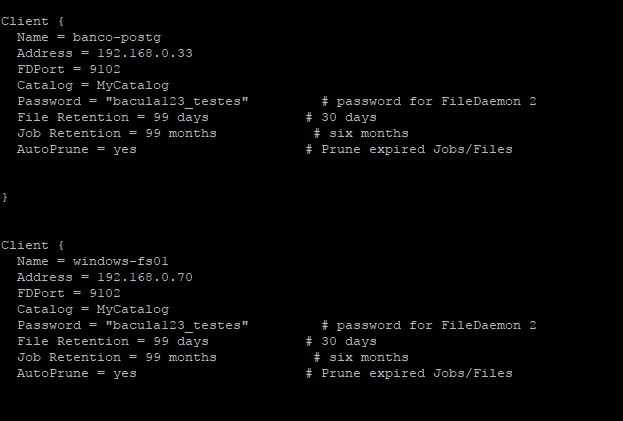 Client {
  Name = banco-postg
  Address = 192.168.0.33
  FDPort = 9102
  Catalog = MyCatalog
  Password = "bacula123_testes"         # password for FileDaemon 2
  File Retention = 99 days            # 30 days
  Job Retention = 99 months            # six months
  AutoPrune = yes                     # Prune expired Jobs/Files
}
Client {
  Name = windows-fs01
  Address = 192.168.0.70
  FDPort = 9102
  Catalog = MyCatalog
  Password = "bacula123_testes"         # password for FileDaemon 2
  File Retention = 99 days            # 30 days
  Job Retention = 99 months            # six months
  AutoPrune = yes                     # Prune expired Jobs/Files